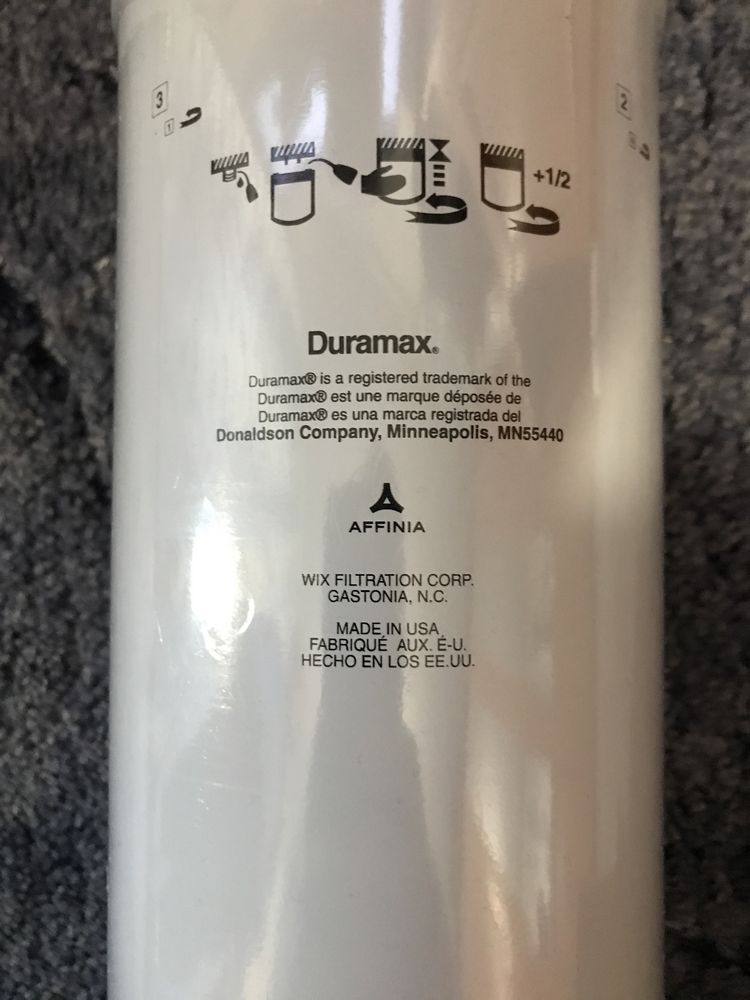 3
2
1
+1/2
Duramax®
Duramax® is a registered trademark of the
Duramax® est une marque déposée de
Duramax® es una marca registrada del
Donaldson Company, Minneapolis, MN55440
AFFINIA
WIX FILTRATION CORP.
GASTONIA, N.C.
MADE IN USA
FABRIQUÉ AUX. É-U.
HECHO EN LOS EE.UU.